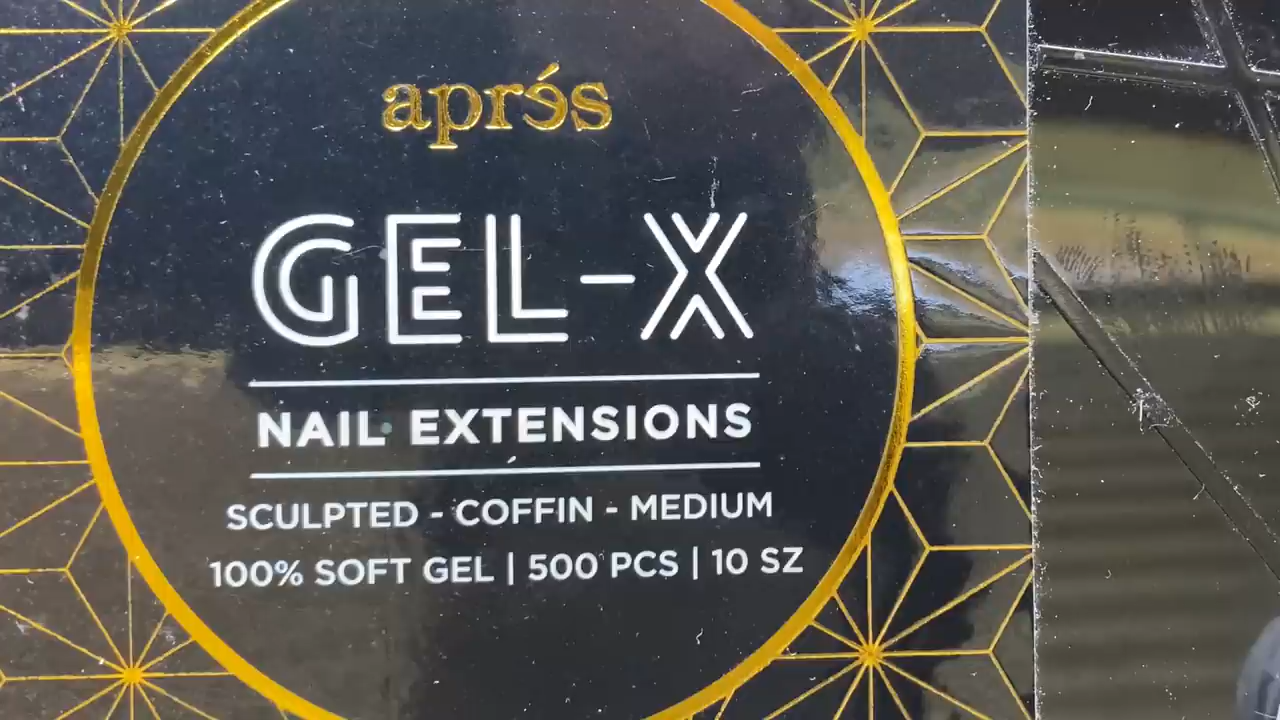 aprés
GEL-X
NAIL EXTENSIONS
SCULPTED - COFFIN - MEDIUM
100% SOFT GEL | 500 PCS | 10 SZ